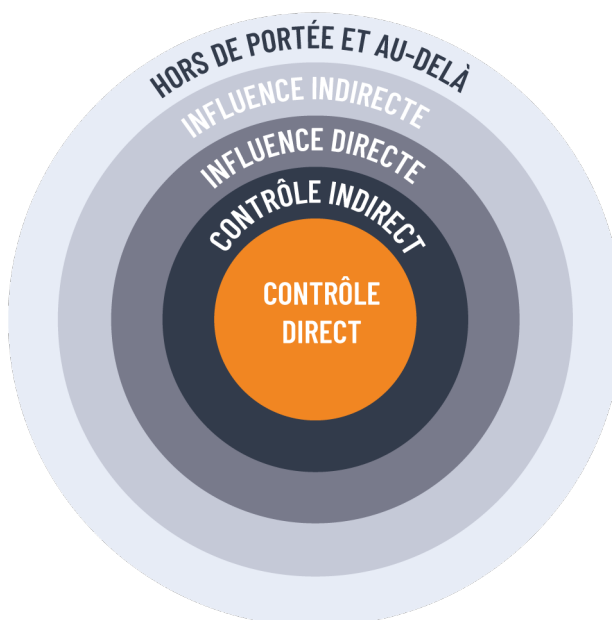 HORS DE PORTÉE ET AU-DELÀ
INFLUENCE INDIRECTE
INFLUENCE DIRECTE
CONTRÔLE INDIRECT
CONTRÔLE
DIRECT